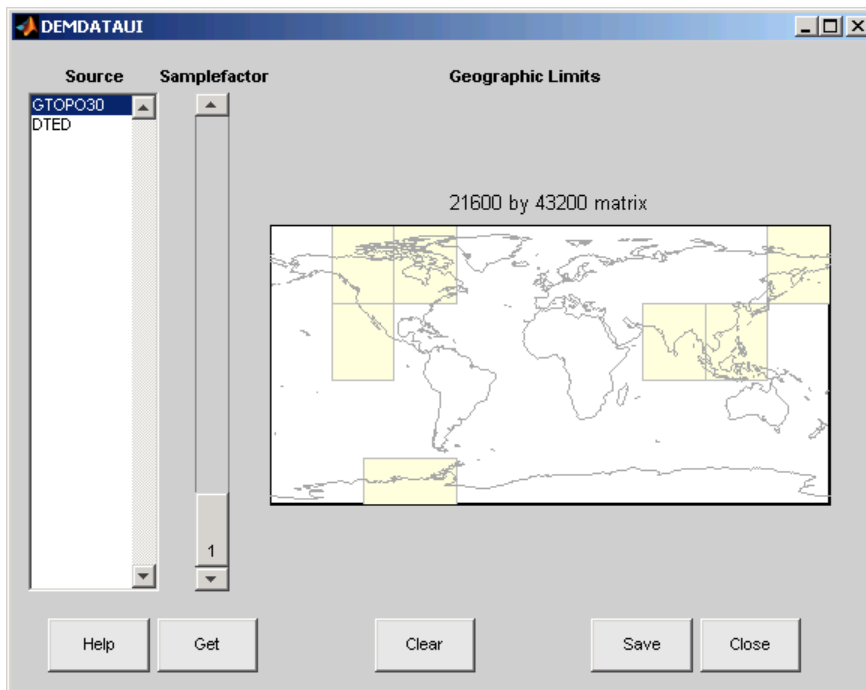 DEMDATAUI
Source
Samplefactor
Geographic Limits
GTOPO30
DTED
21600 by 43200 matrix
1
Help
Get
Clear
Save
Close